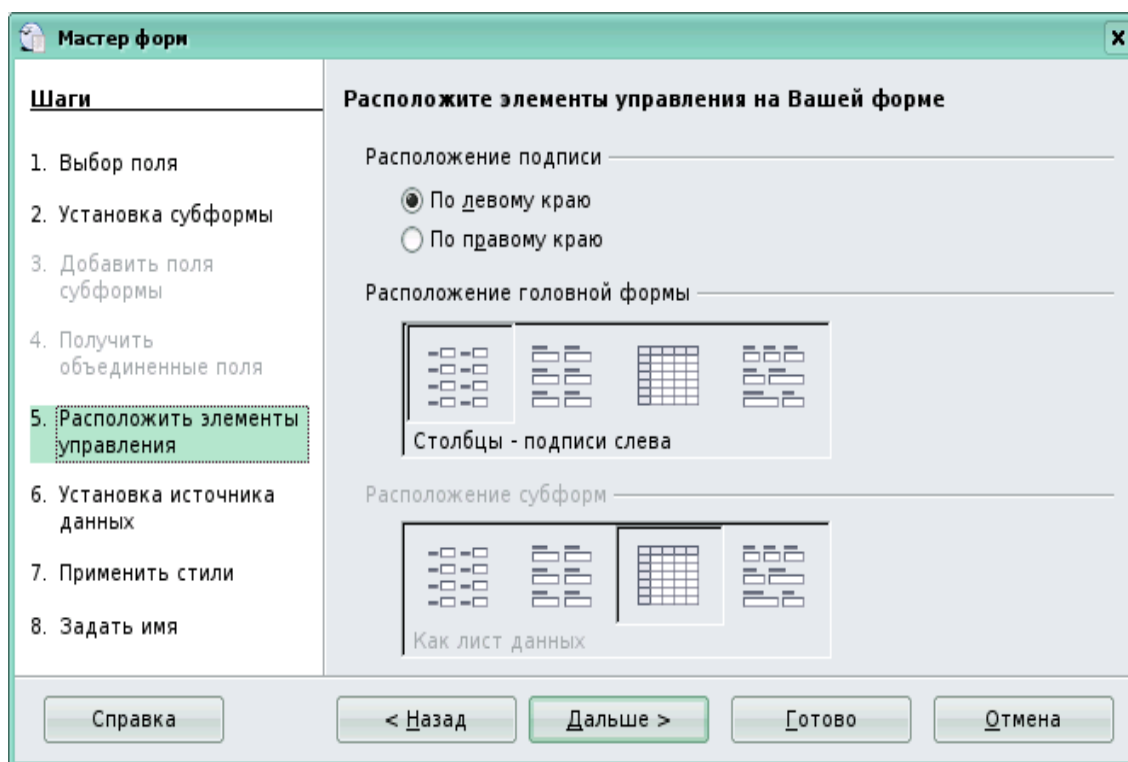 Мастер форм
Шаги
1. Выбор поля
2. Установка субформы
3. Добавить поля
субформы
4. Получить
объединенные поля
5. Расположить элементы
управления
6. Установка источника
данных
7. Применить стили
8. Задать имя
Расположите элементы управления на Вашей форме
Расположение подписи
По левому краю
По правому краю
Расположение головной формы
Столбцы - подписи слева
Расположение субформ
Как лист данных
Справка
< Назад
Дальше >
Готово
Отмена